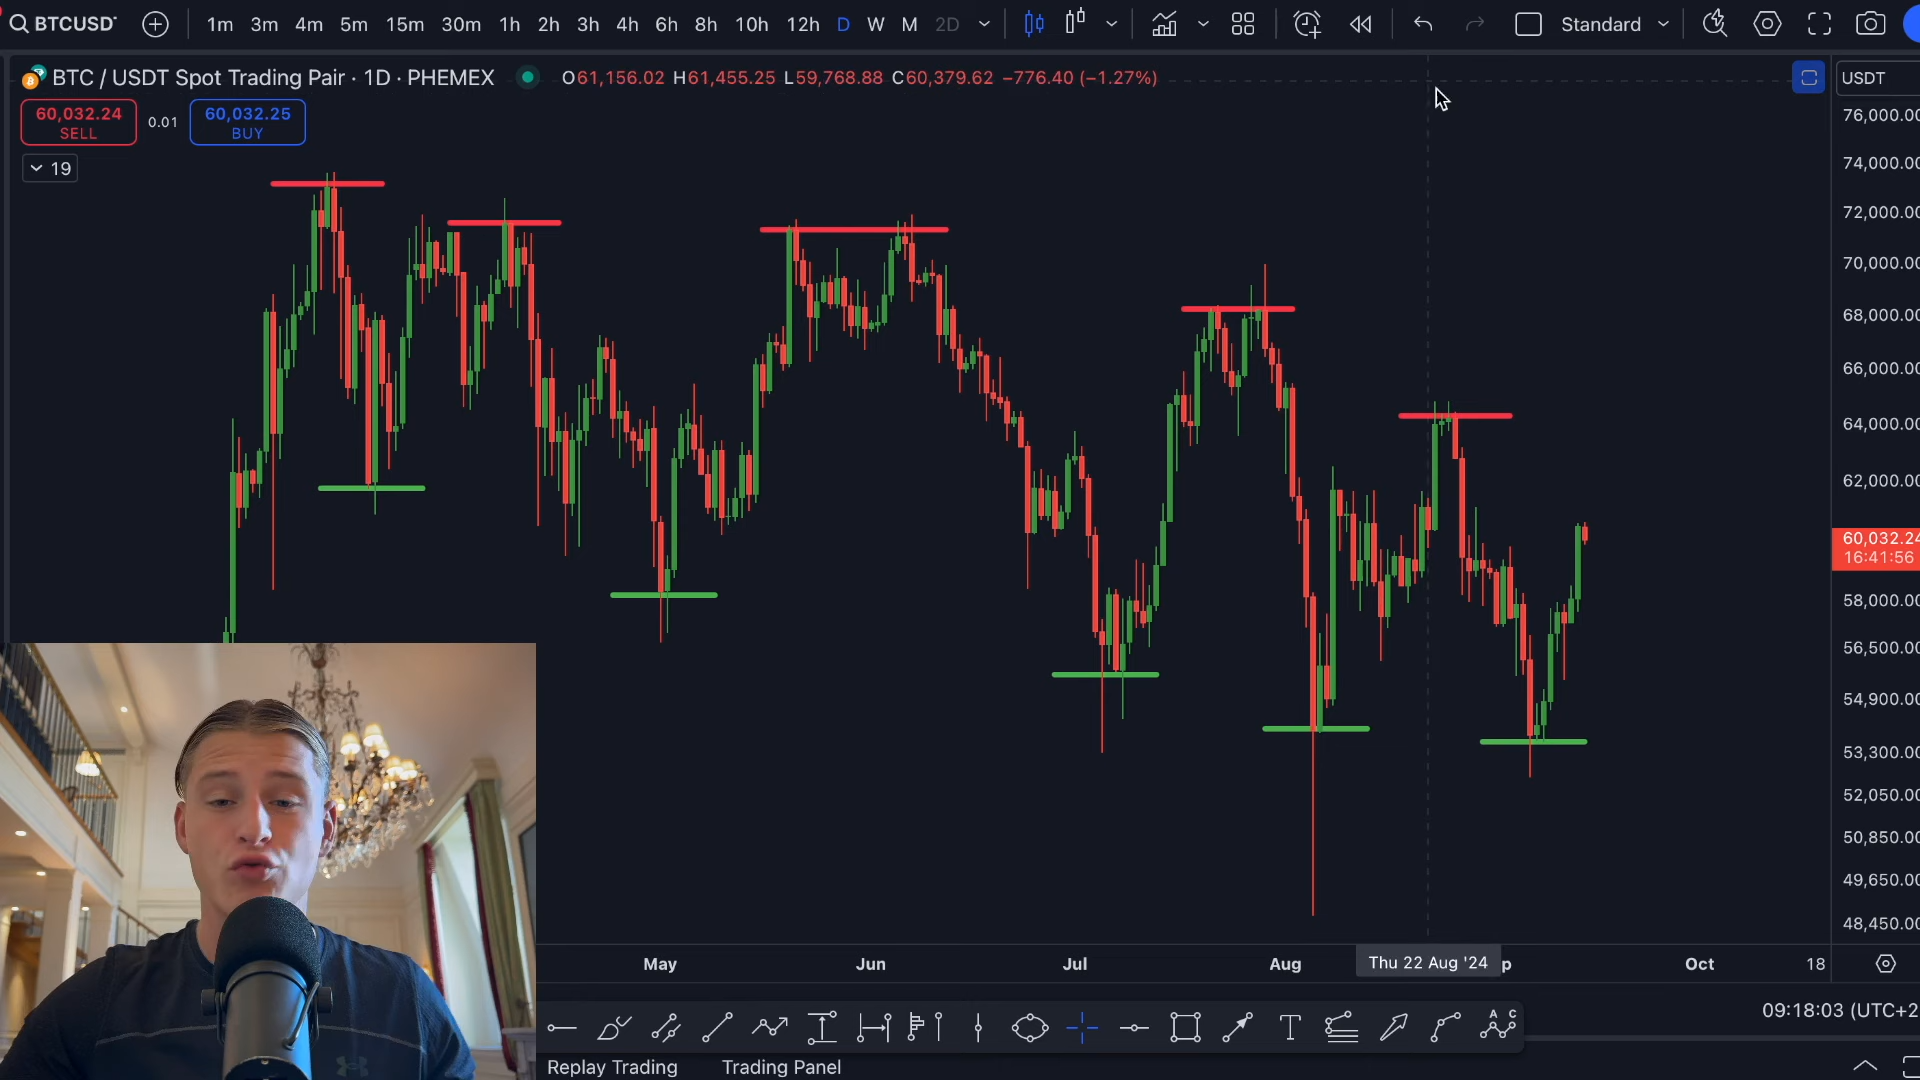 BTCUSD
1m 3m 4m 5m 15m 30m 1h 2h 3h 4h 6h 8h 10h 12h D W M 2D
Standard
BTC / USDT Spot Trading Pair · 1D · PHEMEX
O61,156.02 H61,455.25 L59,768.88 C60,379.62 −776.40 (−1.27%)
USDT
60,032.24
SELL
0.01
60,032.25
BUY
19
76,000.00
74,000.00
72,000.00
70,000.00
68,000.00
66,000.00
64,000.00
62,000.00
60,032.24
16:41:56
58,000.00
56,500.00
54,900.00
53,300.00
52,050.00
50,850.00
49,650.00
48,450.00
May Jun Jul Aug Thu 22 Aug '24 p Oct 18
09:18:03 (UTC+2
A C
Replay Trading Trading Panel